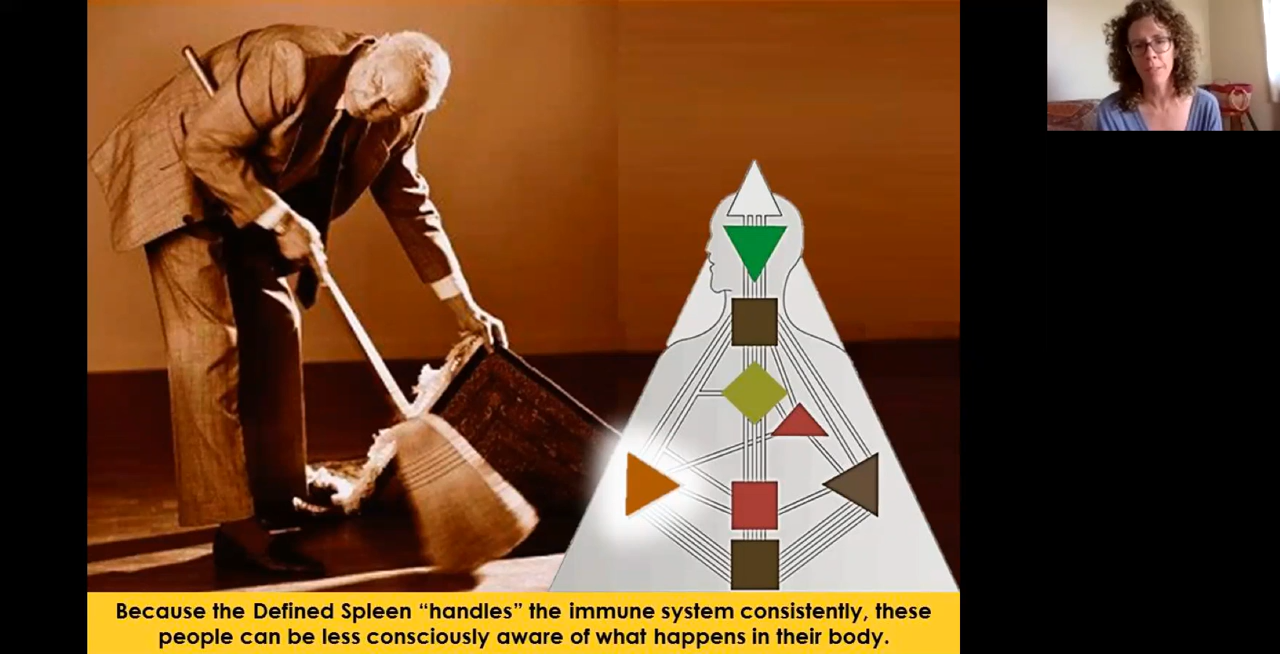 Because the Defined Spleen “handles” the immune system consistently, these
people can be less consciously aware of what happens in their body.